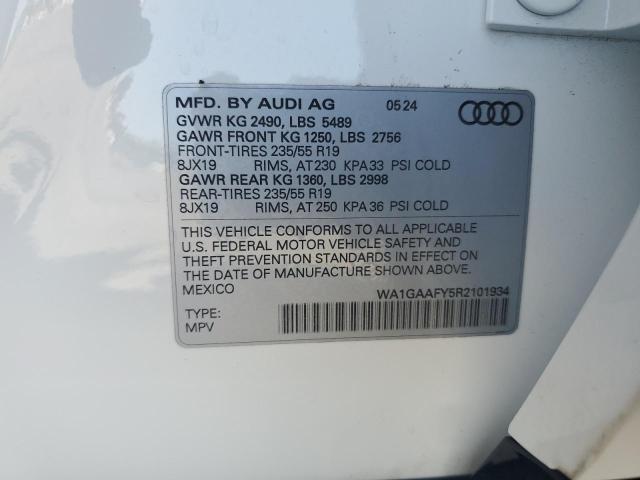 MFD. BY AUDI AG 05 24
GVWR KG 2490, LBS 5489
GAWR FRONT KG 1250, LBS 2756
FRONT-TIRES 235/55 R19
8JX19 RIMS, AT 230 KPA 33 PSI COLD
GAWR REAR KG 1360, LBS 2998
REAR-TIRES 235/55 R19
8JX19 RIMS, AT 250 KPA 36 PSI COLD
THIS VEHICLE CONFORMS TO ALL APPLICABLE
U.S. FEDERAL MOTOR VEHICLE SAFETY AND
THEFT PREVENTION STANDARDS IN EFFECT ON
THE DATE OF MANUFACTURE SHOWN ABOVE.
MEXICO WA1GAAFY5R2101934
TYPE:
MPV